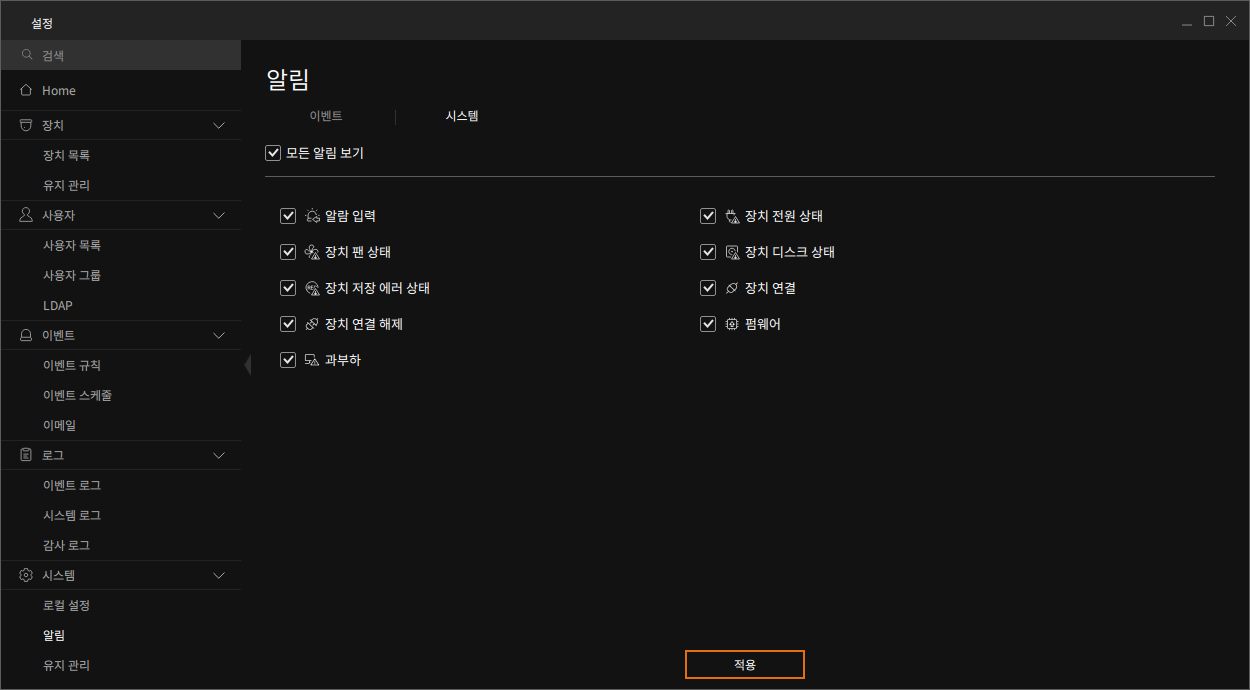 설정
검색
Home
장치
장치 목록
유지 관리
사용자
사용자 목록
사용자 그룹
LDAP
이벤트
이벤트 규칙
이벤트 스케줄
이메일
로그
이벤트 로그
시스템 로그
감사 로그
시스템
로컬 설정
알림
유지 관리
알림
이벤트 시스템
모든 알림 보기
알람 입력 장치 전원 상태
장치 팬 상태 장치 디스크 상태
장치 저장 에러 상태 장치 연결
장치 연결 해제 펌웨어
과부하
적용